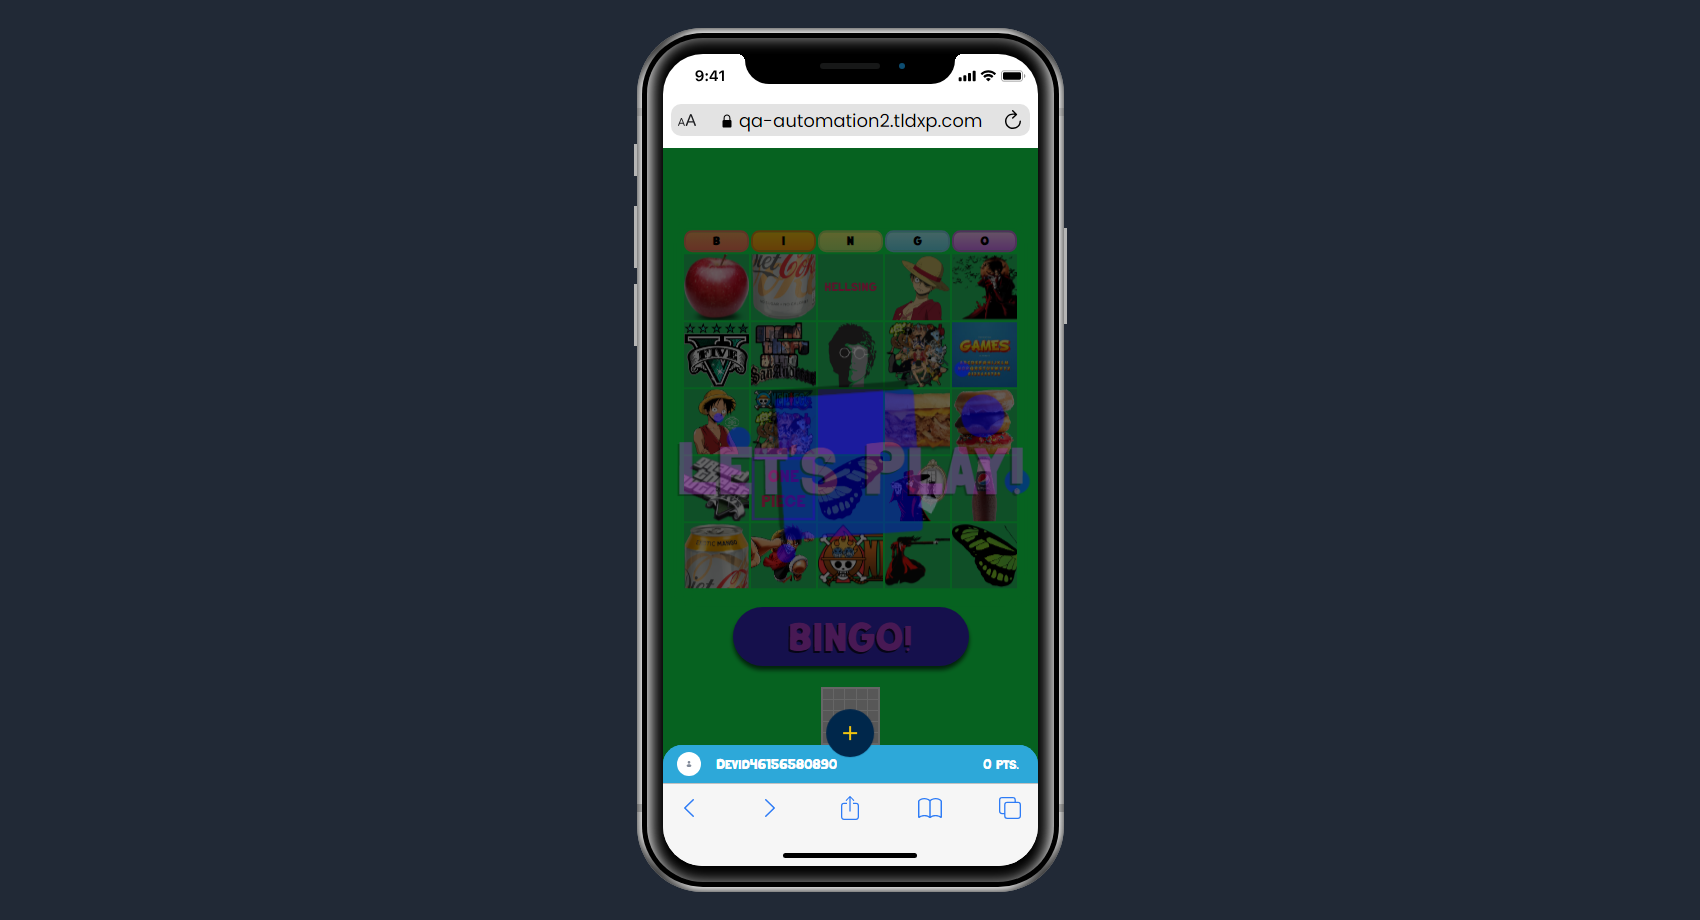 9:41
AA
qa-automation2.tldxp.com
B I N G O
HELLSING
GAMES
FIVE
LET'S PLAY!
ONE
PIECE
BINGO!
+
DEVID46156580890
0 PTS.